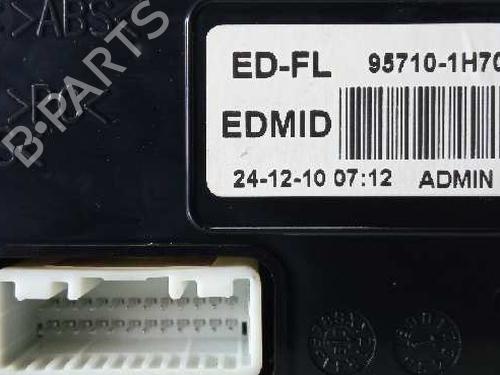 >ABS<
ED-FL 95710-1H70
EDMID
24-12-10 07:12 ADMIN
B-PARTS